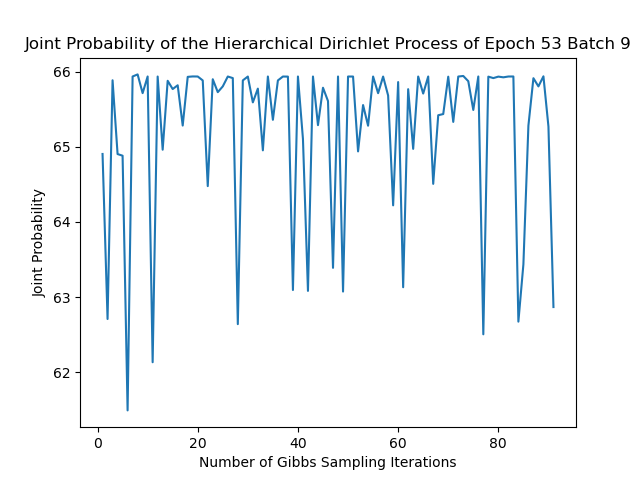 Joint Probability of the Hierarchical Dirichlet Process of Epoch 53 Batch 9
66
65
64
63
62
Joint Probability
0 20 40 60 80
Number of Gibbs Sampling Iterations